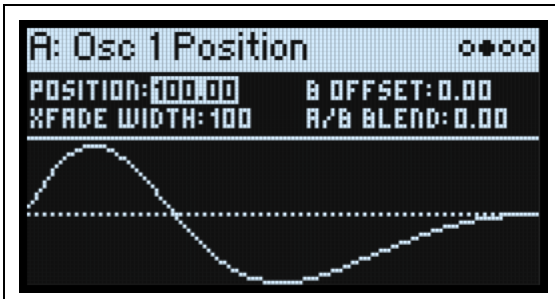 A: Osc 1 Position
POSITION:100.00 B OFFSET:0.00
XFADE WIDTH:100 A/B BLEND:0.00